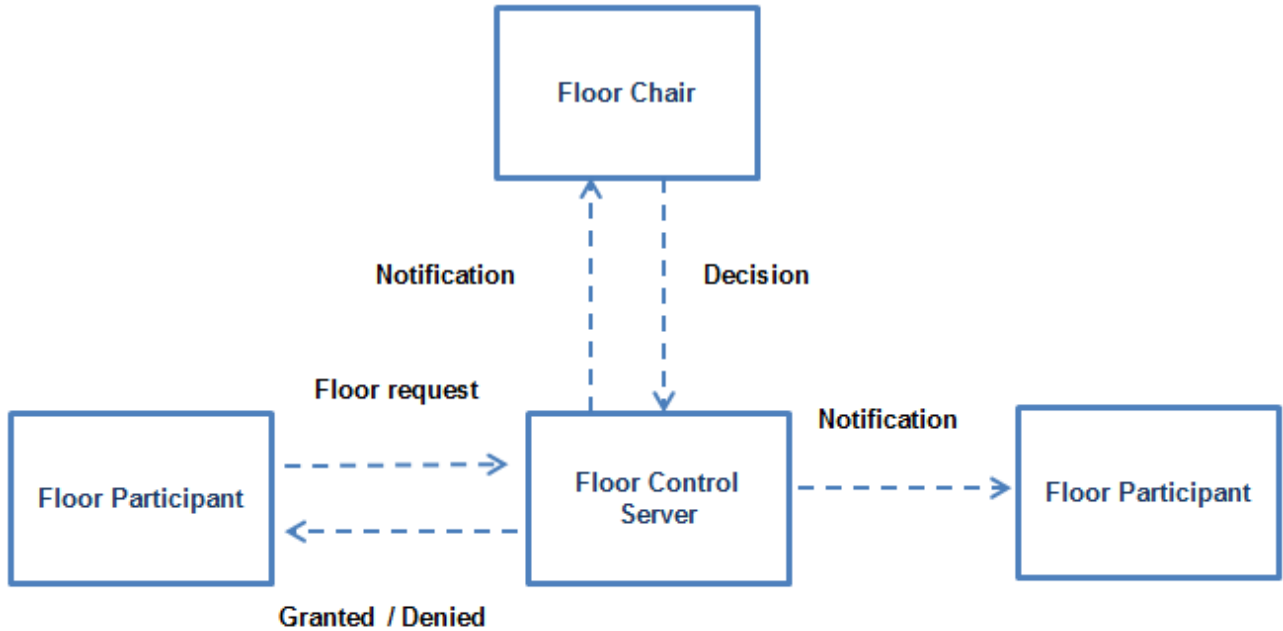 Floor Chair
Notification
Decision
Floor request
Notification
Floor Participant
Floor Control
Server
Floor Participant
Granted / Denied